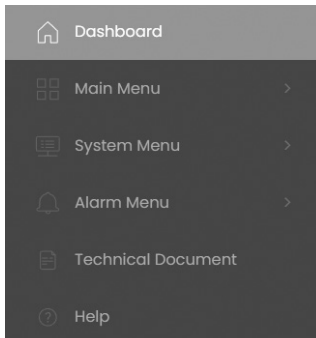 Dashboard
Main Menu
System Menu
Alarm Menu
Technical Document
Help